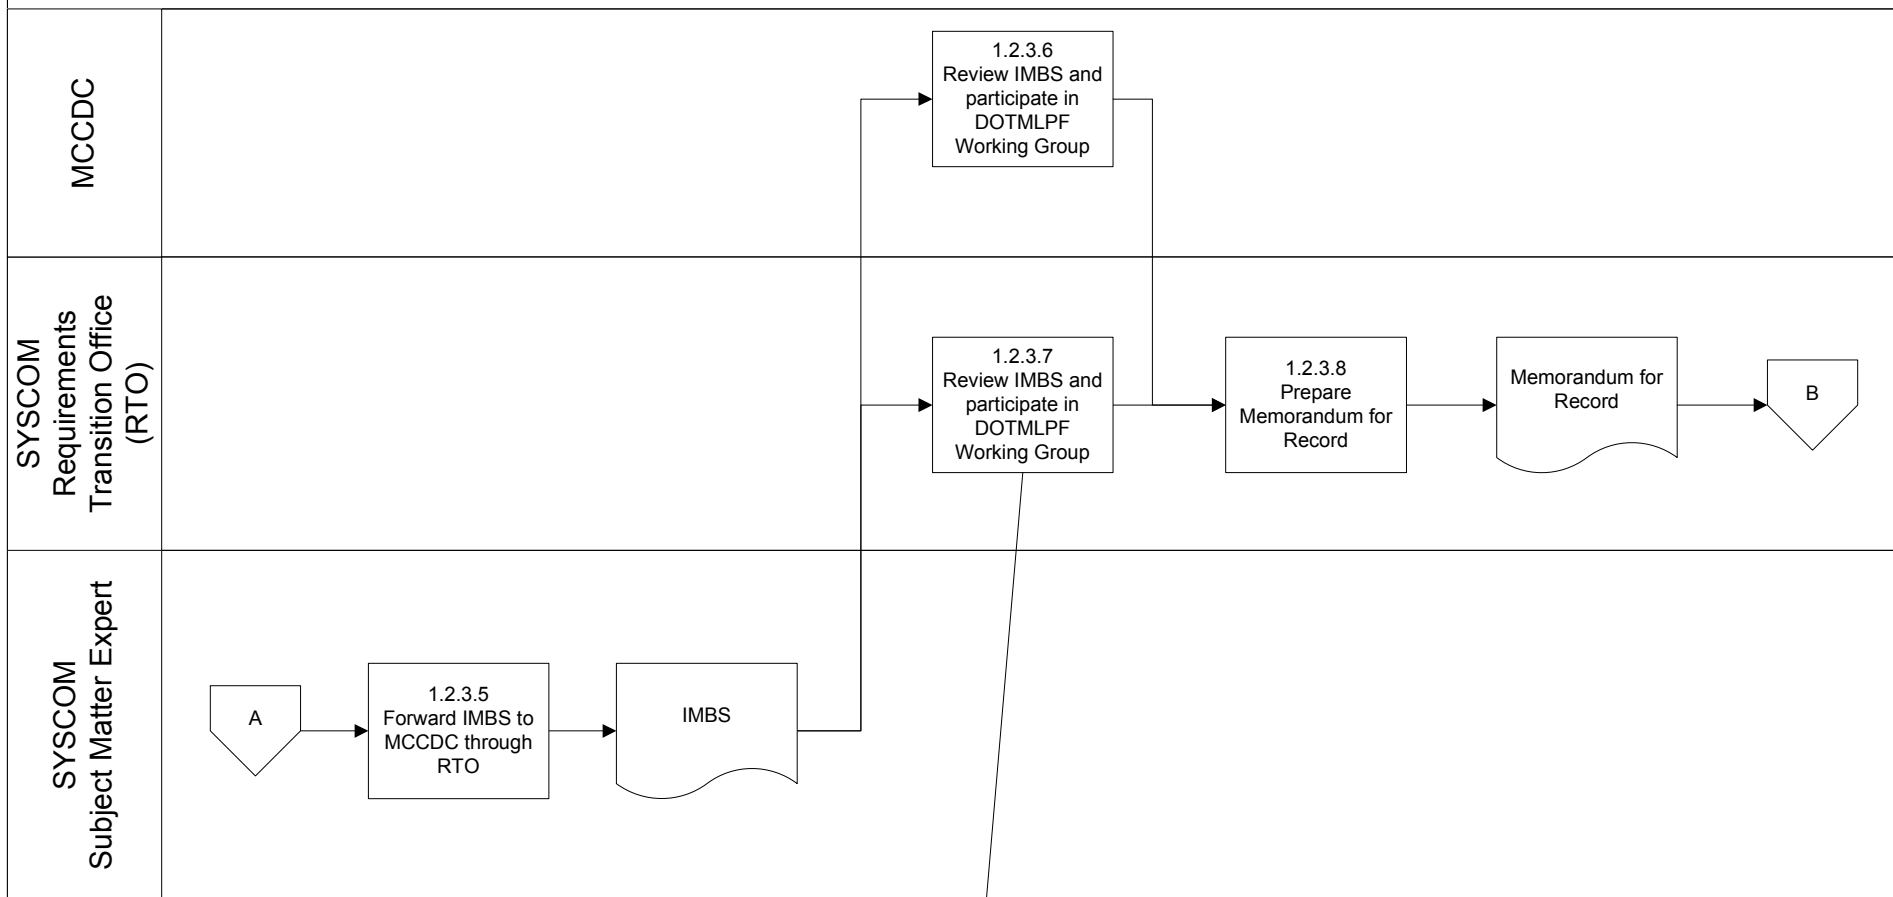 MCCDC
1.2.3.6
Review IMBS and
participate in
DOTMLPF
Working Group
SYSCOM
Requirements
Transition Office
(RTO)
1.2.3.7
Review IMBS and
participate in
DOTMLPF
Working Group
1.2.3.8
Prepare
Memorandum for
Record
Memorandum for
Record
B
SYSCOM
Subject Matter Expert
A
1.2.3.5
Forward IMBS to
MCCDC through
RTO
IMBS